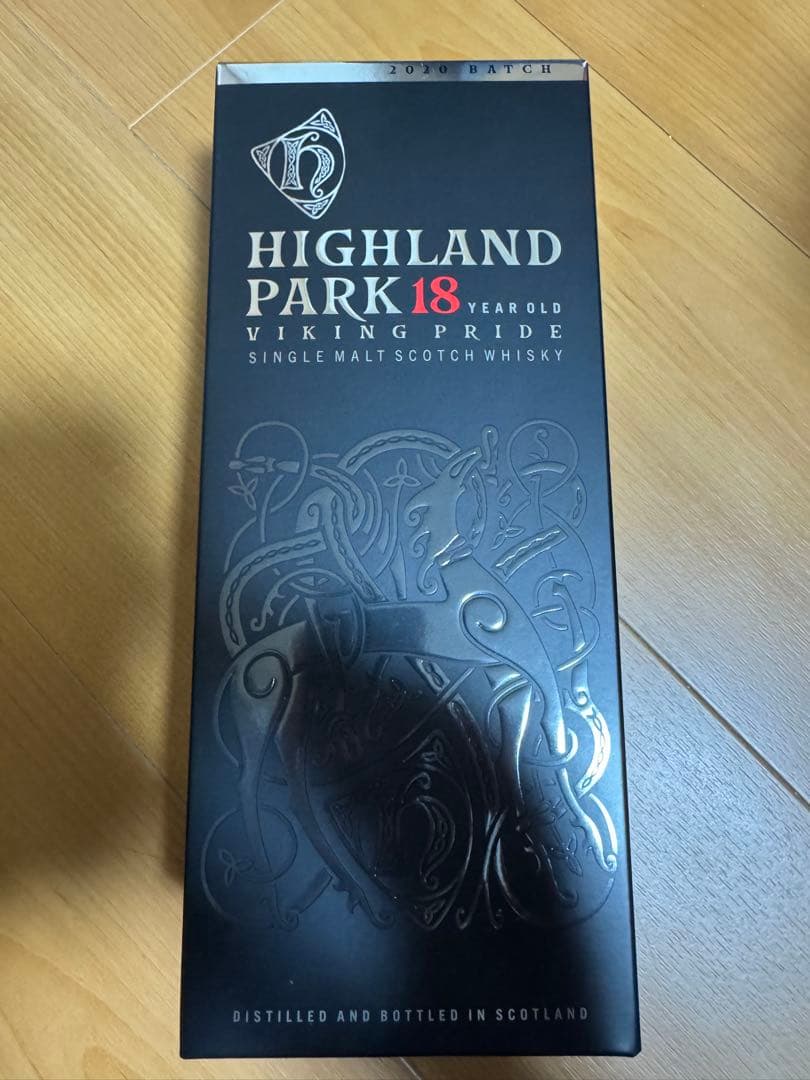 2020 BATCH
H
HIGHLAND
PARK 18 YEAR OLD
VIKING PRIDE
SINGLE MALT SCOTCH WHISKY
H
DISTILLED AND BOTTLED IN SCOTLAND